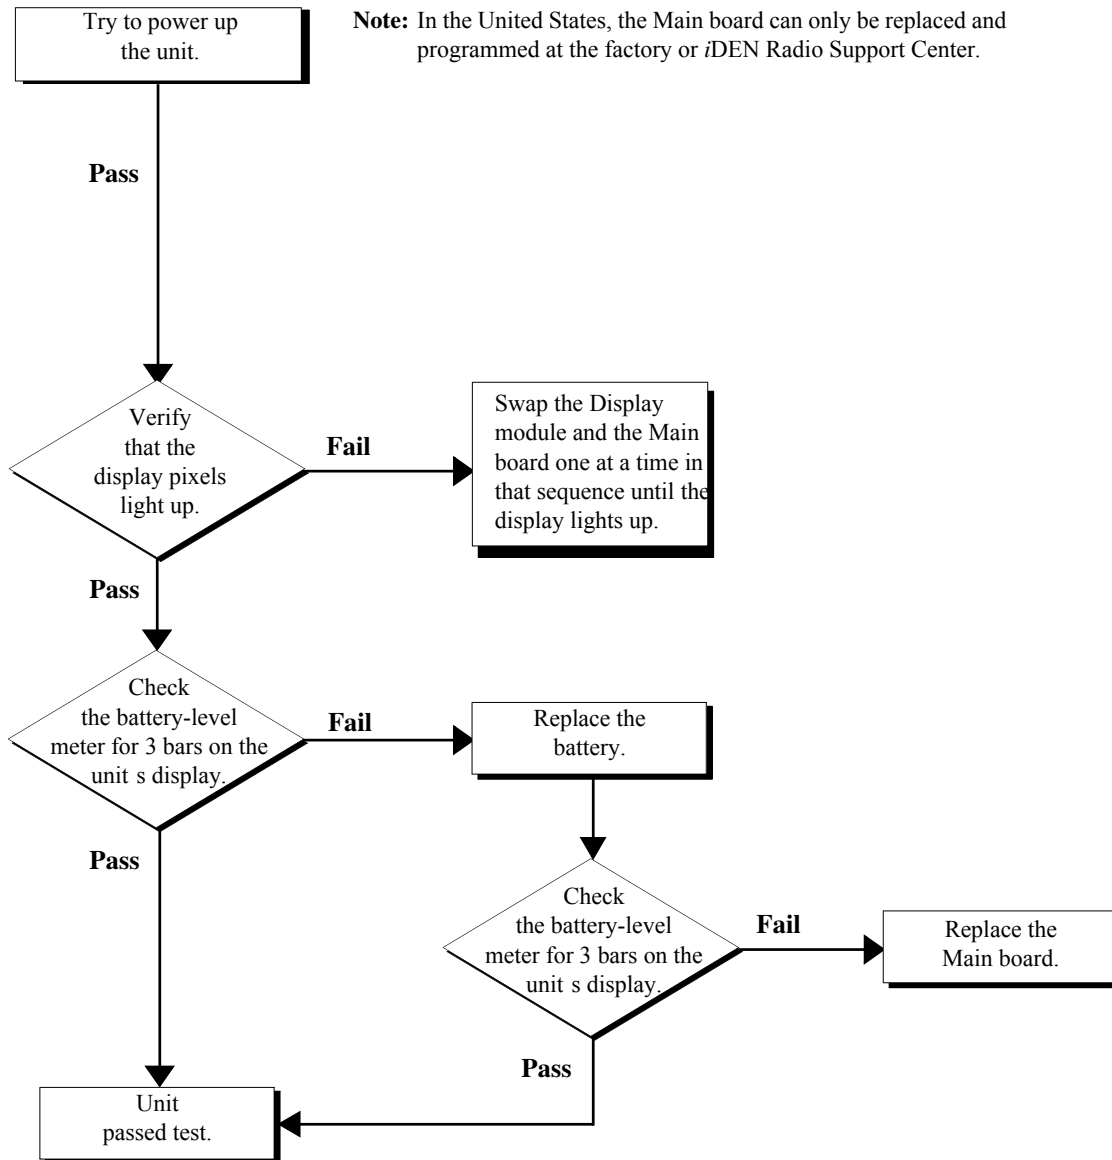 Try to power up
the unit.
Note: In the United States, the Main board can only be replaced and
programmed at the factory or iDEN Radio Support Center.
Pass
Verify
that the
display pixels
light up.
Fail
Swap the Display
module and the Main
board one at a time in
that sequence until the
display lights up.
Pass
Check
the battery-level
meter for 3 bars on the
unit s display.
Fail
Replace the
battery.
Pass
Check
the battery-level
meter for 3 bars on the
unit s display.
Fail
Replace the
Main board.
Pass
Unit
passed test.